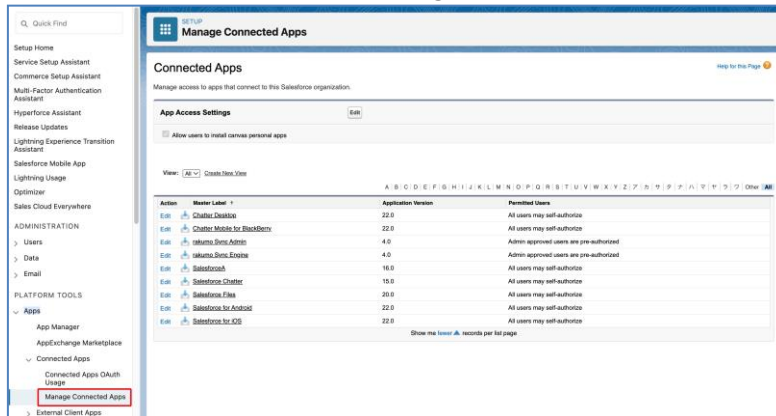 Quick Find
Setup Home
Service Setup Assistant
Commerce Setup Assistant
Multi-Factor Authentication
Assistant
Hyperforce Assistant
Release Updates
Lightning Experience Transition
Assistant
Salesforce Mobile App
Lightning Usage
Optimizer
Sales Cloud Everywhere
ADMINISTRATION
Users
Data
Email
PLATFORM TOOLS
Apps
App Manager
AppExchange Marketplace
Connected Apps
Connected Apps OAuth
Usage
Manage Connected Apps
External Client Apps
SETUP
Manage Connected Apps
Connected Apps
Help for this Page
Manage access to apps that connect to this Salesforce organization.
App Access Settings Edit
Allow users to install canvas personal apps
View: All Create New View
A B C D E F G H I J K L M N O P Q R S T U V W X Y Z ア カ サ タ ナ ハ マ ヤ ラ ワ Other All
Action Master Label ↑ Application Version Permitted Users
Edit Chatter Desktop 22.0 All users may self-authorize
Edit Chatter Mobile for BlackBerry 22.0 All users may self-authorize
Edit rakumo Sync Admin 4.0 Admin approved users are pre-authorized
Edit rakumo Sync Engine 4.0 Admin approved users are pre-authorized
Edit SalesforceA 16.0 All users may self-authorize
Edit Salesforce Chatter 15.0 All users may self-authorize
Edit Salesforce Files 20.0 All users may self-authorize
Edit Salesforce for Android 22.0 All users may self-authorize
Edit Salesforce for iOS 22.0 All users may self-authorize
Show me fewer ▲ records per list page